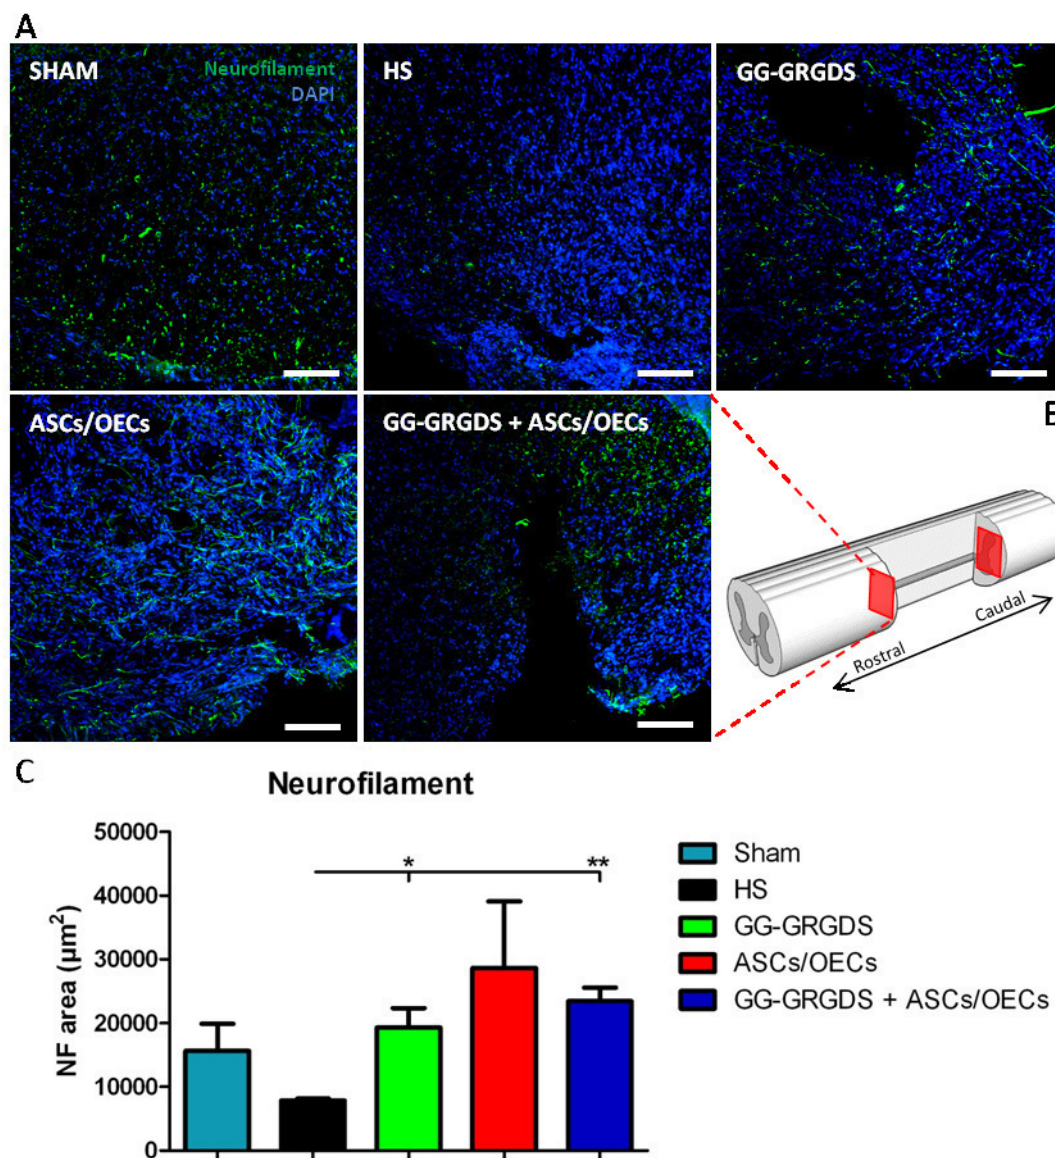 A
SHAM
Neurofilament
DAPI
HS
GG-GRGDS
ASCs/OECs
GG-GRGDS + ASCs/OECs
Rostral
Caudal
C
Neurofilament
NF area (µm²)
50000
40000
30000
20000
10000
0
*
**
Sham
HS
GG-GRGDS
ASCs/OECs
GG-GRGDS + ASCs/OECs